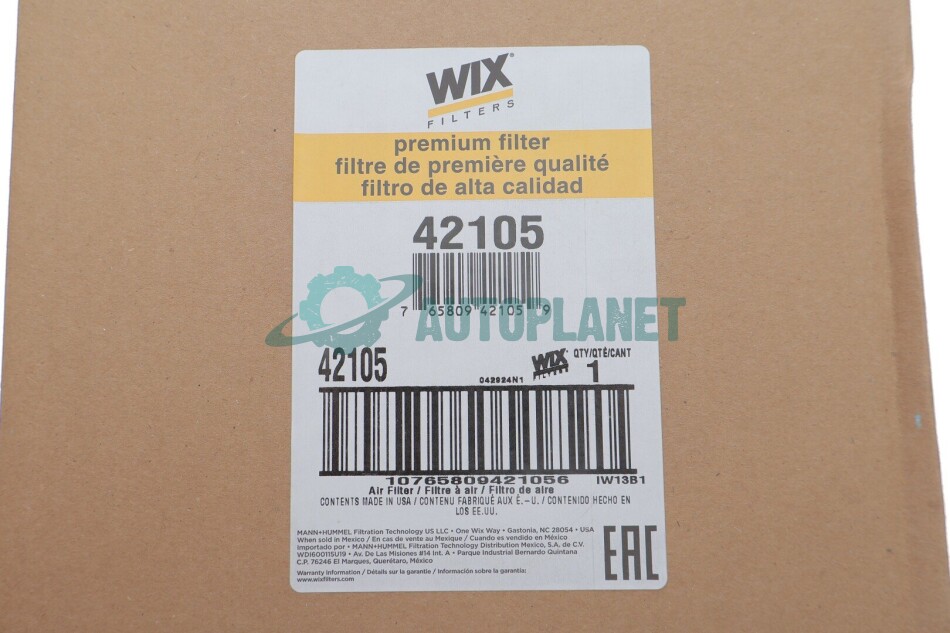 WIX
FILTERS
premium filter
filtre de première qualité
filtro de alta calidad
42105
7 65809 42105 9
AUTOPLANET
42105
042924N1
WIX
FILTERS
QTY/QTÉ/CANT
1
10765809421056
IW13B1
Air Filter / Filtre à air / Filtro de aire
CONTENTS MADE IN USA / CONTENU FABRIQUÉ AUX É.-U. / CONTENIDO HECHO EN
LOS EE.UU.
MANN+HUMMEL Filtration Technology US LLC • One Wix Way • Gastonia, NC 28054 • USA
When sold in Mexico / En cas de vente au Mexique / Cuando es vendido en México
Importado por • MANN+HUMMEL Filtration Technology Distribution Mexico, S.A. de C.V.
WDI600115U19 • Av. De Las Misiones #14 Int. A • Parque Industrial Bernardo Quintana
C.P. 76246 El Marques, Querétaro, México
Warranty Information / Détails sur la garantie / Información sobre la garantía
www.wixfilters.com
EAC